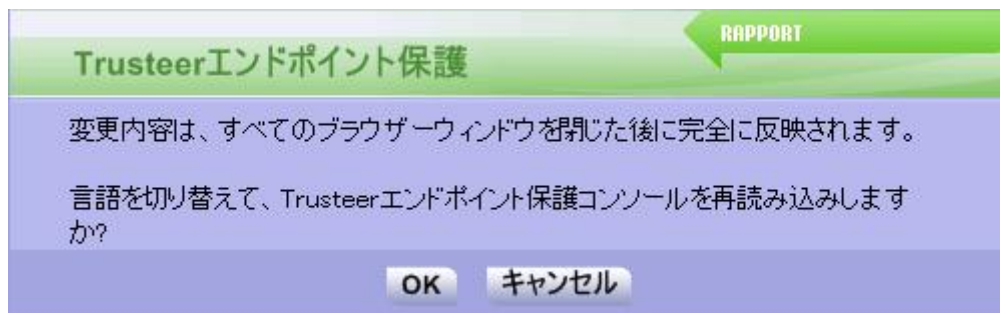 RAPPORT
Trusteerエンドポイント保護
変更内容は、すべてのブラウザーウィンドウを閉じた後に完全に反映されます。
言語を切り替えて、Trusteerエンドポイント保護コンソールを再読み込みします
か?
OK キャンセル